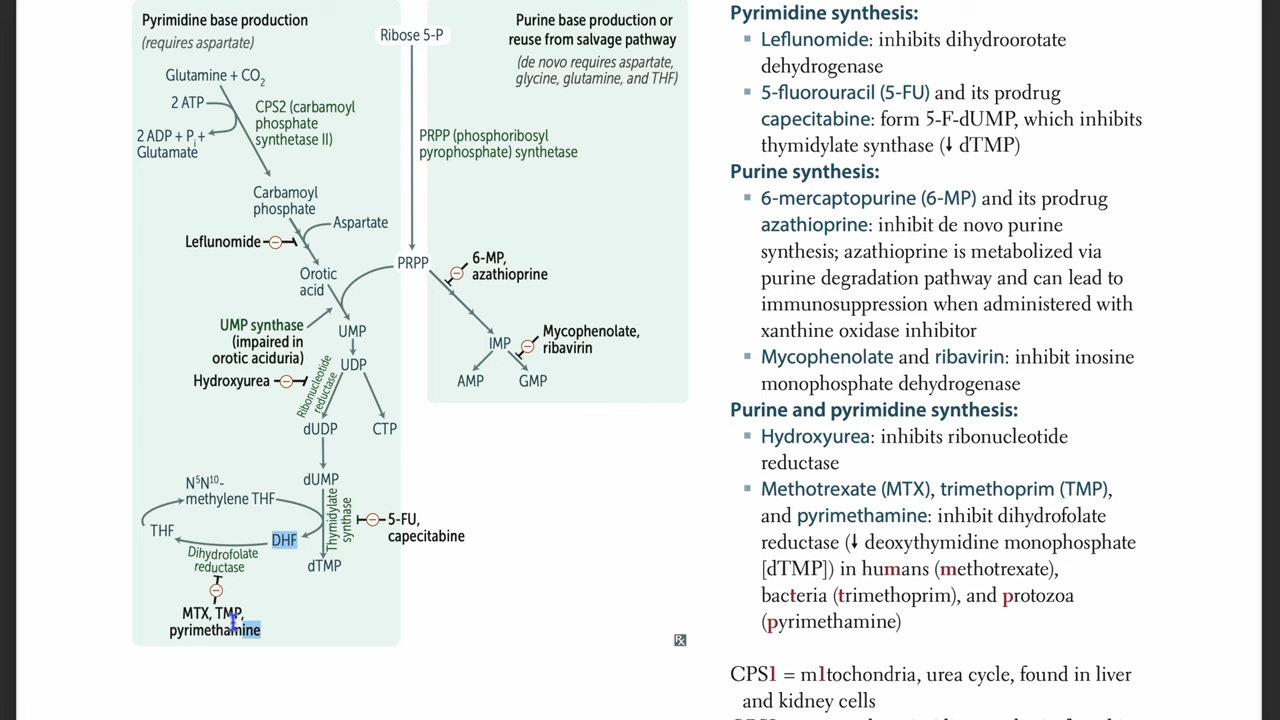 Pyrimidine base production
(requires aspartate)
Ribose 5-P
Purine base production or
reuse from salvage pathway
(de novo requires aspartate,
glycine, glutamine, and THF)
Glutamine + CO2
2 ATP
CPS2 (carbamoyl
phosphate
synthetase II)
2 ADP + Pi +
Glutamate
PRPP (phosphoribosyl
pyrophosphate) synthetase
Carbamoyl
phosphate
Aspartate
Leflunomide
Orotic
acid
PRPP
6-MP,
azathioprine
UMP synthase
(impaired in
orotic aciduria)
UMP
IMP
Mycophenolate,
ribavirin
UDP
Hydroxyurea
Ribonucleotide
reductase
AMP
GMP
dUDP
CTP
N5N10-
methylene THF
dUMP
Thymidylate
synthase
5-FU,
capecitabine
THF
DHF
Dihydrofolate
reductase
dTMP
MTX, TMP,
pyrimethamine
Rx
Pyrimidine synthesis:
Leflunomide: inhibits dihydroorotate
dehydrogenase
5-fluorouracil (5-FU) and its prodrug
capecitabine: form 5-F-dUMP, which inhibits
thymidylate synthase (↓ dTMP)
Purine synthesis:
6-mercaptopurine (6-MP) and its prodrug
azathioprine: inhibit de novo purine
synthesis; azathioprine is metabolized via
purine degradation pathway and can lead to
immunosuppression when administered with
xanthine oxidase inhibitor
Mycophenolate and ribavirin: inhibit inosine
monophosphate dehydrogenase
Purine and pyrimidine synthesis:
Hydroxyurea: inhibits ribonucleotide
reductase
Methotrexate (MTX), trimethoprim (TMP),
and pyrimethamine: inhibit dihydrofolate
reductase (↓ deoxythymidine monophosphate
[dTMP]) in humans (methotrexate),
bacteria (trimethoprim), and protozoa
(pyrimethamine)
CPS1 = m1tochondria, urea cycle, found in liver
and kidney cells